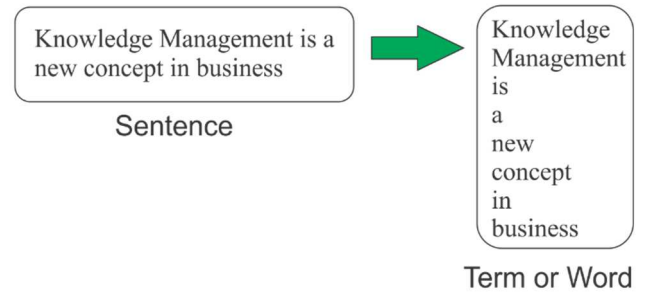 Knowledge Management is a
new concept in business
Sentence
Knowledge
Management
is
a
new
concept
in
business
Term or Word